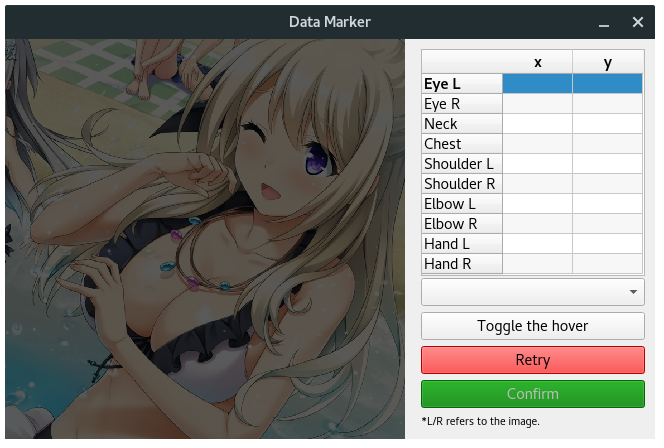 Data Marker
x y
Eye L
Eye R
Neck
Chest
Shoulder L
Shoulder R
Elbow L
Elbow R
Hand L
Hand R
Toggle the hover
Retry
Confirm
*L/R refers to the image.